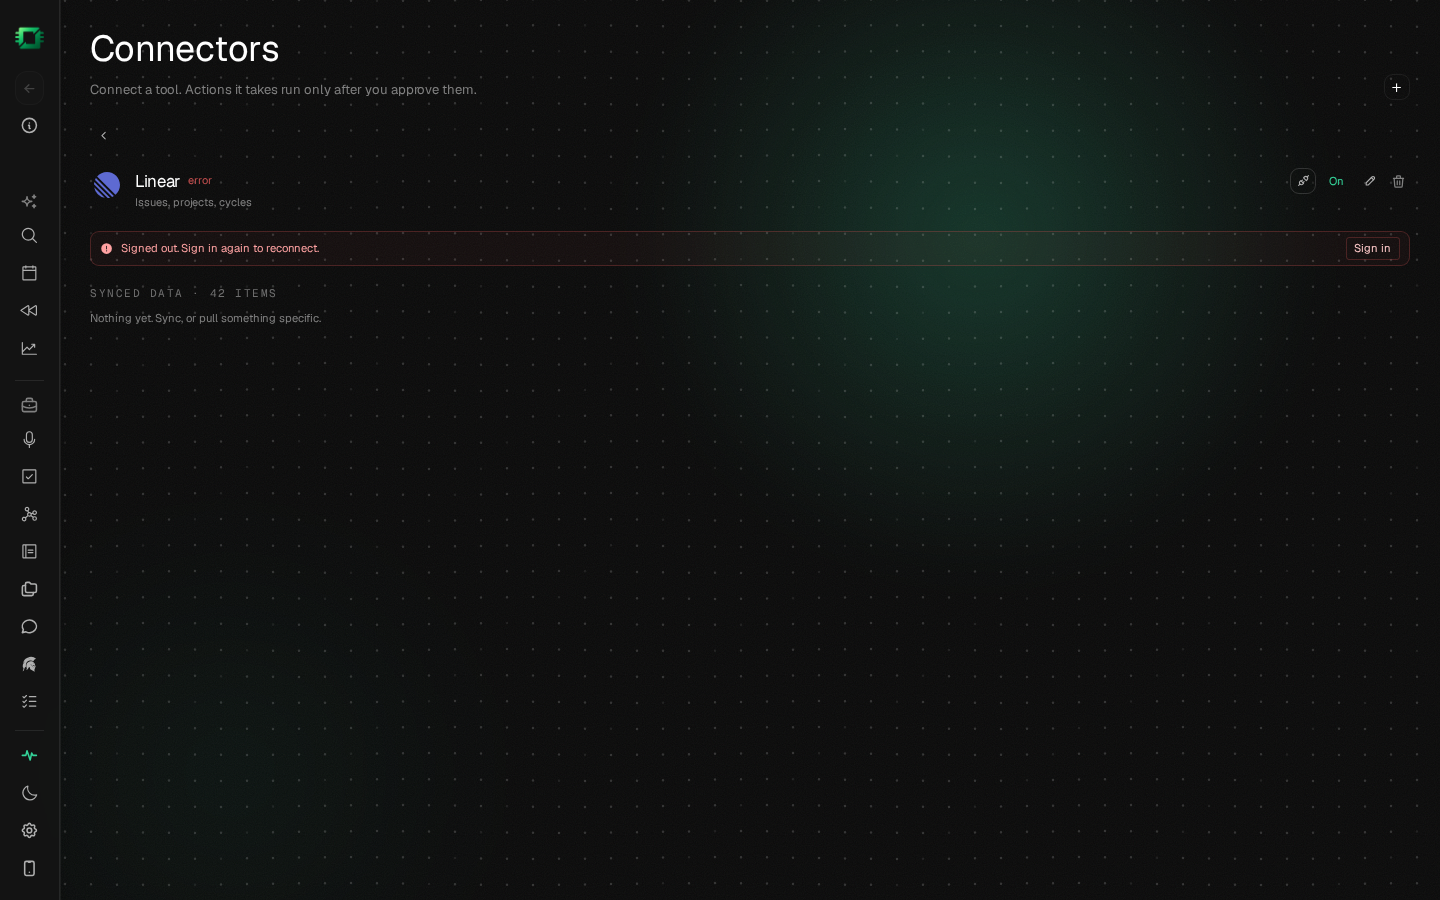 Connectors
Connect a tool. Actions it takes run only after you approve them.
Linear error
On
Issues, projects, cycles
Signed out. Sign in again to reconnect.
Sign in
SYNCED DATA · 42 ITEMS
Nothing yet. Sync, or pull something specific.